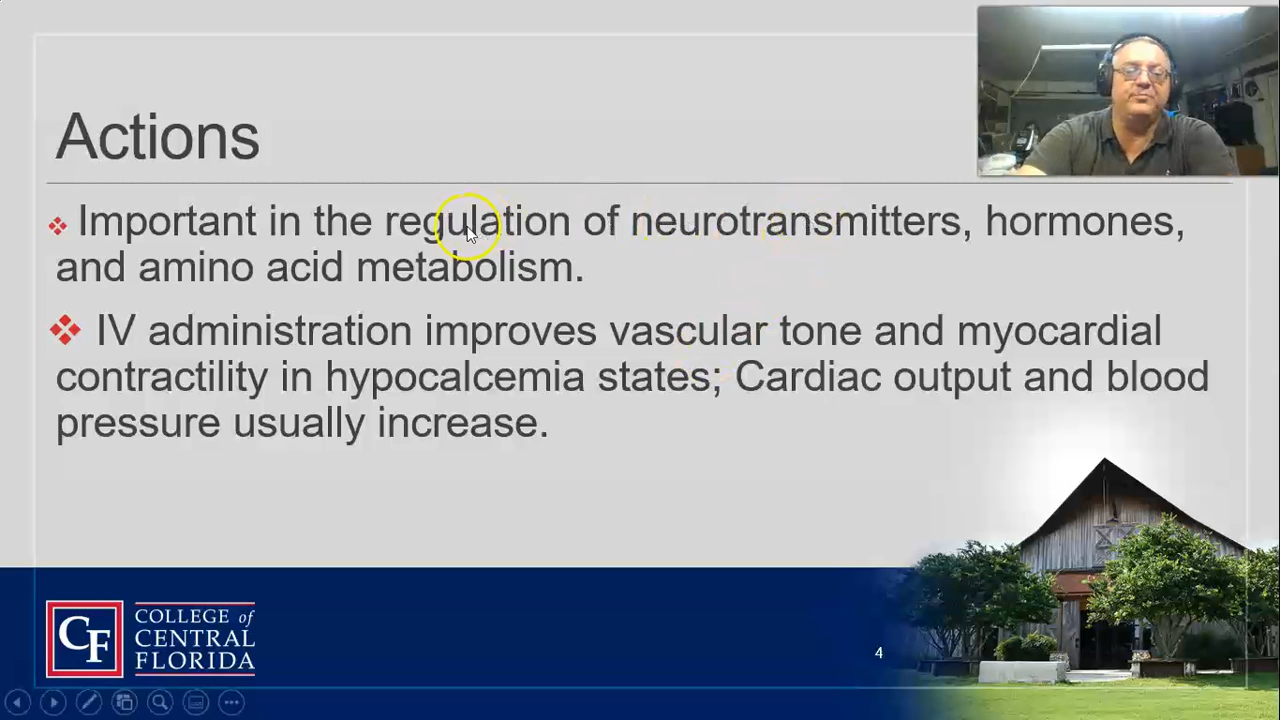 Actions
Important in the regulation of neurotransmitters, hormones,
and amino acid metabolism.
IV administration improves vascular tone and myocardial
contractility in hypocalcemia states; Cardiac output and blood
pressure usually increase.
CF
COLLEGE of
CENTRAL
FLORIDA
4